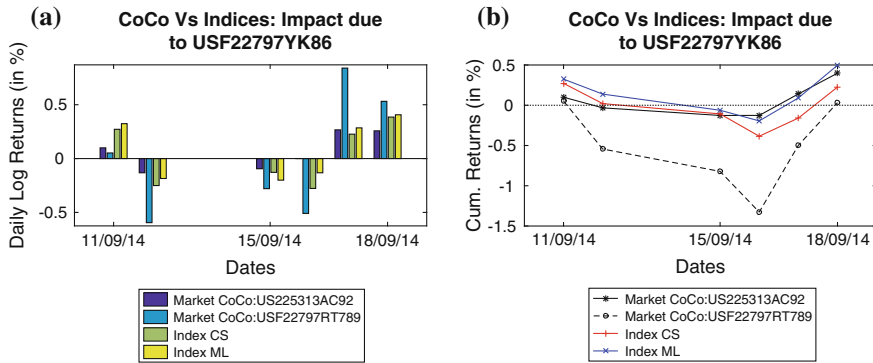 (a)
CoCo Vs Indices: Impact due
to USF22797YK86
Daily Log Returns (in %)
0.5
0
-0.5
11/09/14 15/09/14 18/09/14
Dates
Market CoCo:US225313AC92
Market CoCo:USF22797RT789
Index CS
Index ML
(b)
CoCo Vs Indices: Impact due
to USF22797YK86
Cum. Returns (in %)
0.5
0
-0.5
-1
-1.5
11/09/14 15/09/14 18/09/14
Dates
Market CoCo:US225313AC92
Market CoCo:USF22797RT789
Index CS
Index ML